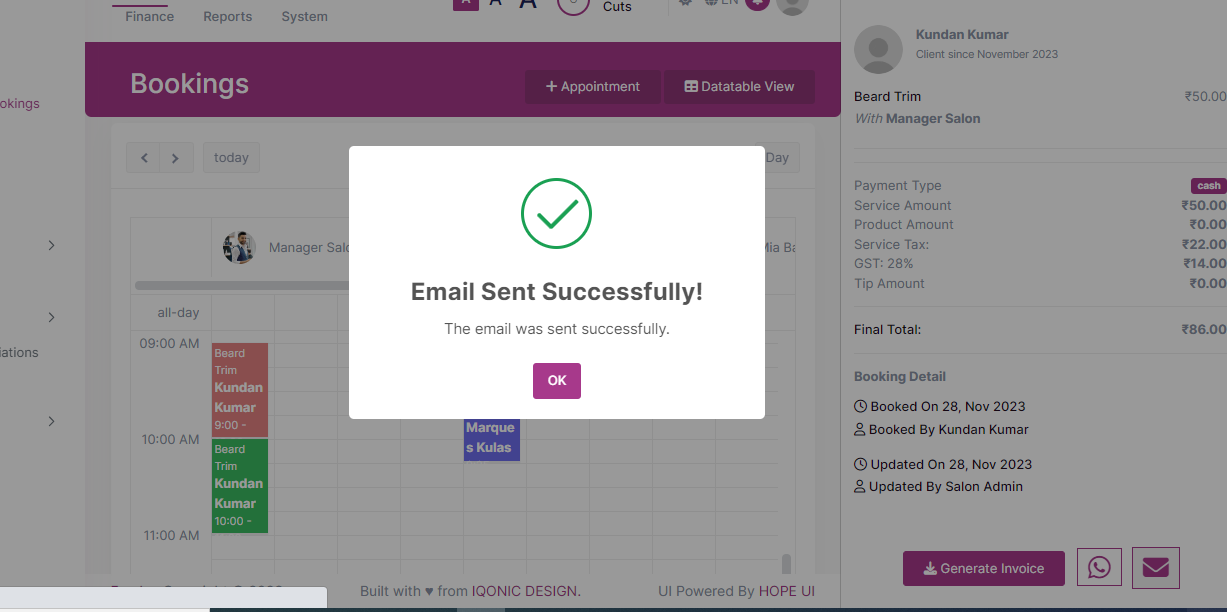 Finance Reports System
A A A Cuts EN
okings
Bookings
+ Appointment
Datatable View
today
Day
Manager Salo
Mia Ba
all-day
09:00 AM
Beard
Trim
Kundan
Kumar
9:00 -
10:00 AM
Beard
Trim
Kundan
Kumar
10:00 -
11:00 AM
Marque
s Kulas
Email Sent Successfully!
The email was sent successfully.
OK
iations
Built with ♥ from IQONIC DESIGN.
UI Powered By HOPE UI
Kundan Kumar
Client since November 2023
Beard Trim ₹50.00
With Manager Salon
Payment Type cash
Service Amount ₹50.00
Product Amount ₹0.00
Service Tax: ₹22.00
GST: 28% ₹14.00
Tip Amount ₹0.00
Final Total: ₹86.00
Booking Detail
Booked On 28, Nov 2023
Booked By Kundan Kumar
Updated On 28, Nov 2023
Updated By Salon Admin
Generate Invoice